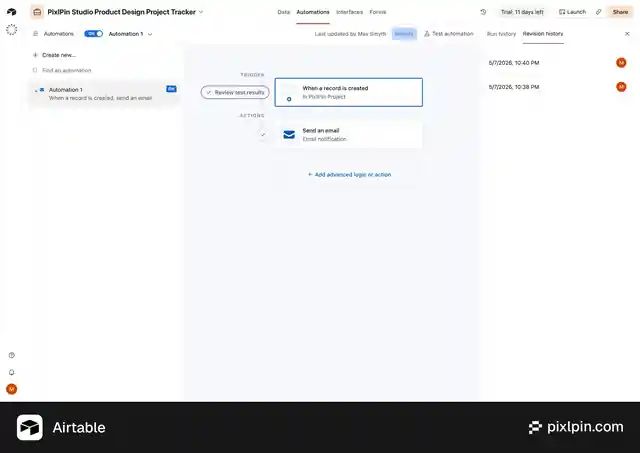 PixlPin Studio Product Design Project Tracker
Data
Automations
Interfaces
Forms
Trial: 11 days left
Launch
Share
Automations
ON
Automation 1
Last updated by Max Smyth
Test automation
Run history
Revision history
Create new...
Find an automation
Automation 1
ON
When a record is created, send an email
TRIGGER
Review test results
When a record is created
in PixlPin Project
ACTIONS
Send an email
Email notification
+ Add advanced logic or action
5/7/2026, 10:40 PM
M
5/7/2026, 10:38 PM
M
M
Airtable
pixlpin.com